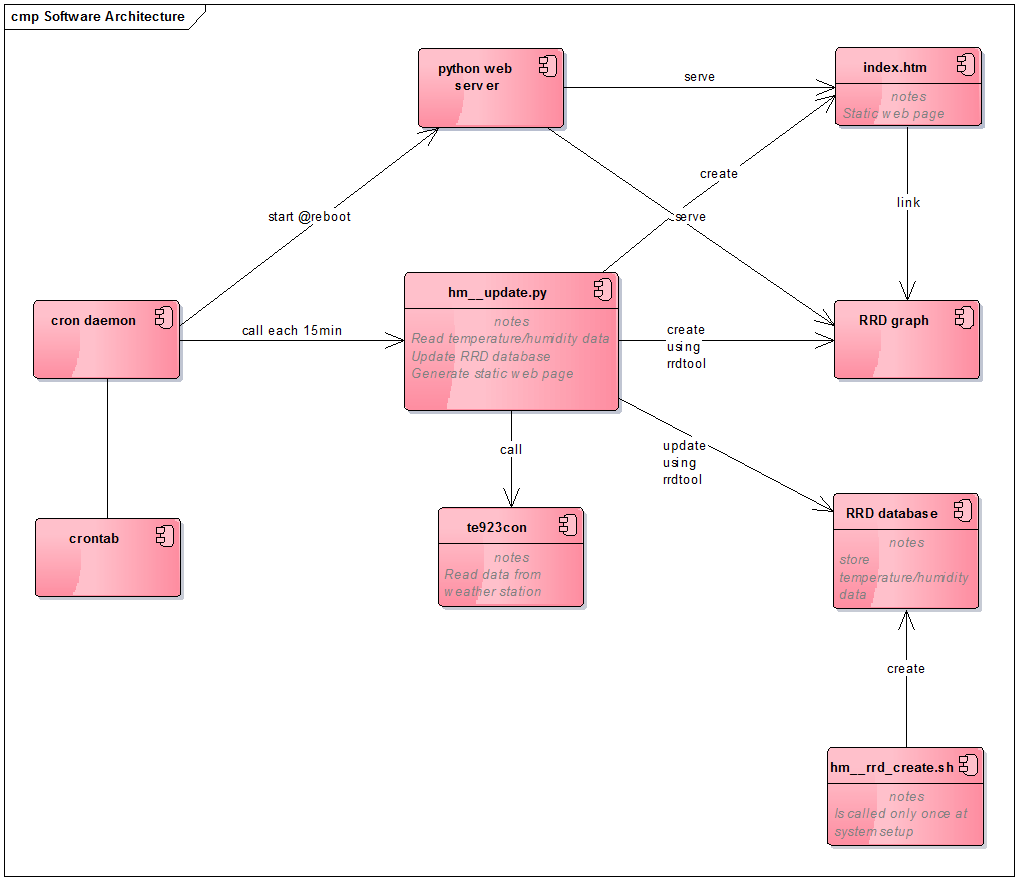 cmp Software Architecture
python web
server
serve
index.htm
notes
Static web page
create
link
start @reboot
serve
cron daemon
call each 15min
hm__update.py
notes
Read temperature/humidity data
Update RRD database
Generate static web page
create
using
rrdtool
RRD graph
call
update
using
rrdtool
crontab
te923con
notes
Read data from
weather station
RRD database
notes
store
temperature/humidity
data
create
hm__rrd_create.sh
notes
Is called only once at
system setup